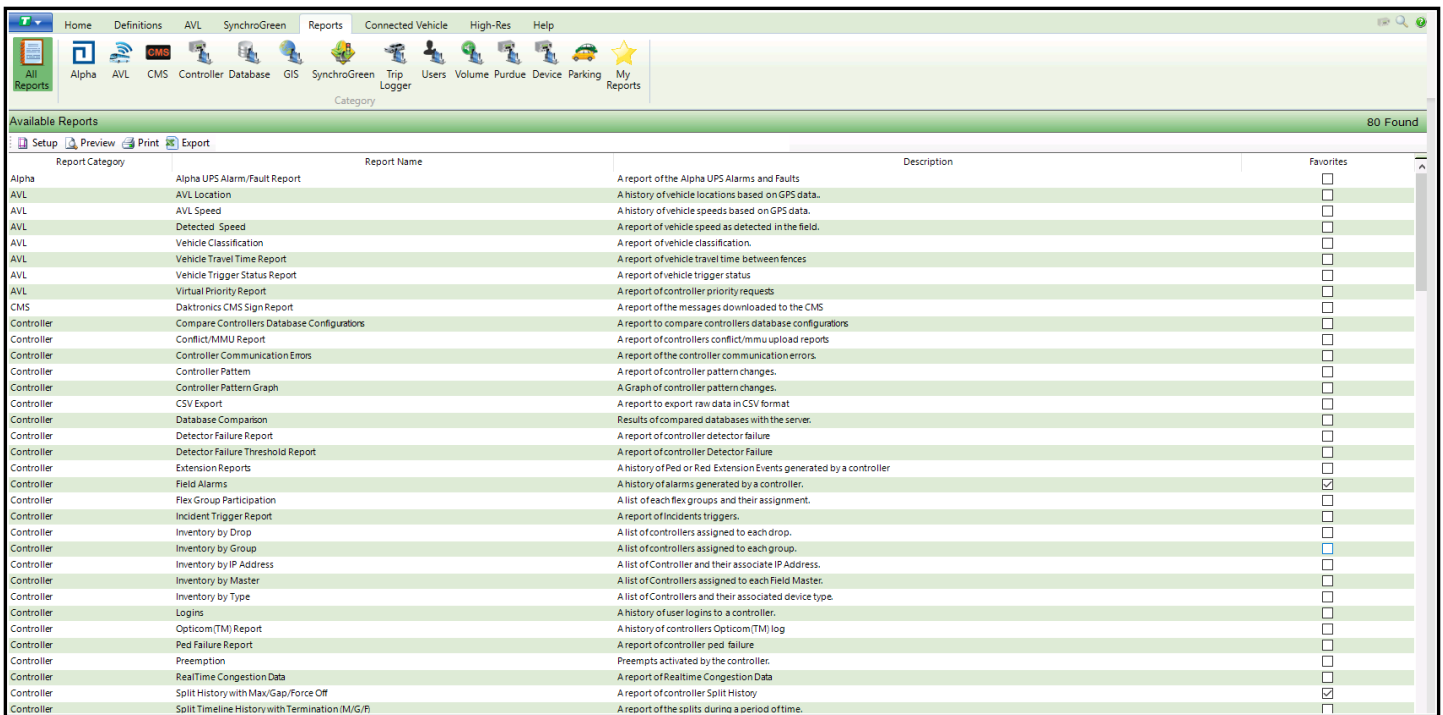 T
Home Definitions AVL SynchroGreen Reports Connected Vehicle High-Res Help
All Reports Alpha AVL CMS CMS Controller Database GIS SynchroGreen Trip Logger Users Volume Purdue Device Parking My Reports
Category
Available Reports 80 Found
Setup Preview Print Export
Report Category Report Name Description Favorites
Alpha Alpha UPS Alarm/Fault Report A report of the Alpha UPS Alarms and Faults
AVL AVL Location A history of vehicle locations based on GPS data..
AVL AVL Speed A history of vehicle speeds based on GPS data.
AVL Detected Speed A report of vehicle speed as detected in the field.
AVL Vehicle Classification A report of vehicle classification.
AVL Vehicle Travel Time Report A report of vehicle travel time between fences
AVL Vehicle Trigger Status Report A report of vehicle trigger status
AVL Virtual Priority Report A report of controller priority requests
CMS Daktronics CMS Sign Report A report of the messages downloaded to the CMS
Controller Compare Controllers Database Configurations A report to compare controllers database configurations
Controller Conflict/MMU Report A report of controllers conflict/mmu upload reports
Controller Controller Communication Errors A report of the controller communication errors.
Controller Controller Pattern A report of controller pattern changes.
Controller Controller Pattern Graph A Graph of controller pattern changes.
Controller CSV Export A report to export raw data in CSV format
Controller Database Comparison Results of compared databases with the server.
Controller Detector Failure Report A report of controller detector failure
Controller Detector Failure Threshold Report A report of controller Detector Failure
Controller Extension Reports A history of Ped or Red Extension Events generated by a controller
Controller Field Alarms A history of alarms generated by a controller.
Controller Flex Group Participation A list of each flex groups and their assignment.
Controller Incident Trigger Report A report of Incidents triggers.
Controller Inventory by Drop A list of controllers assigned to each drop.
Controller Inventory by Group A list of controllers assigned to each group.
Controller Inventory by IP Address A list of Controller and their associate IP Address.
Controller Inventory by Master A list of Controllers assigned to each Field Master.
Controller Inventory by Type A list of Controllers and their associated device type.
Controller Logins A history of user logins to a controller.
Controller Opticom(TM) Report A history of controllers Opticom(TM) log
Controller Ped Failure Report A report of controller ped failure
Controller Preemption Preempts activated by the controller.
Controller RealTime Congestion Data A report of Realtime Congestion Data
Controller Split History with Max/Gap/Force Off A report of controller Split History
Controller Split Timeline History with Termination (M/G/F) A report of the splits during a period of time.